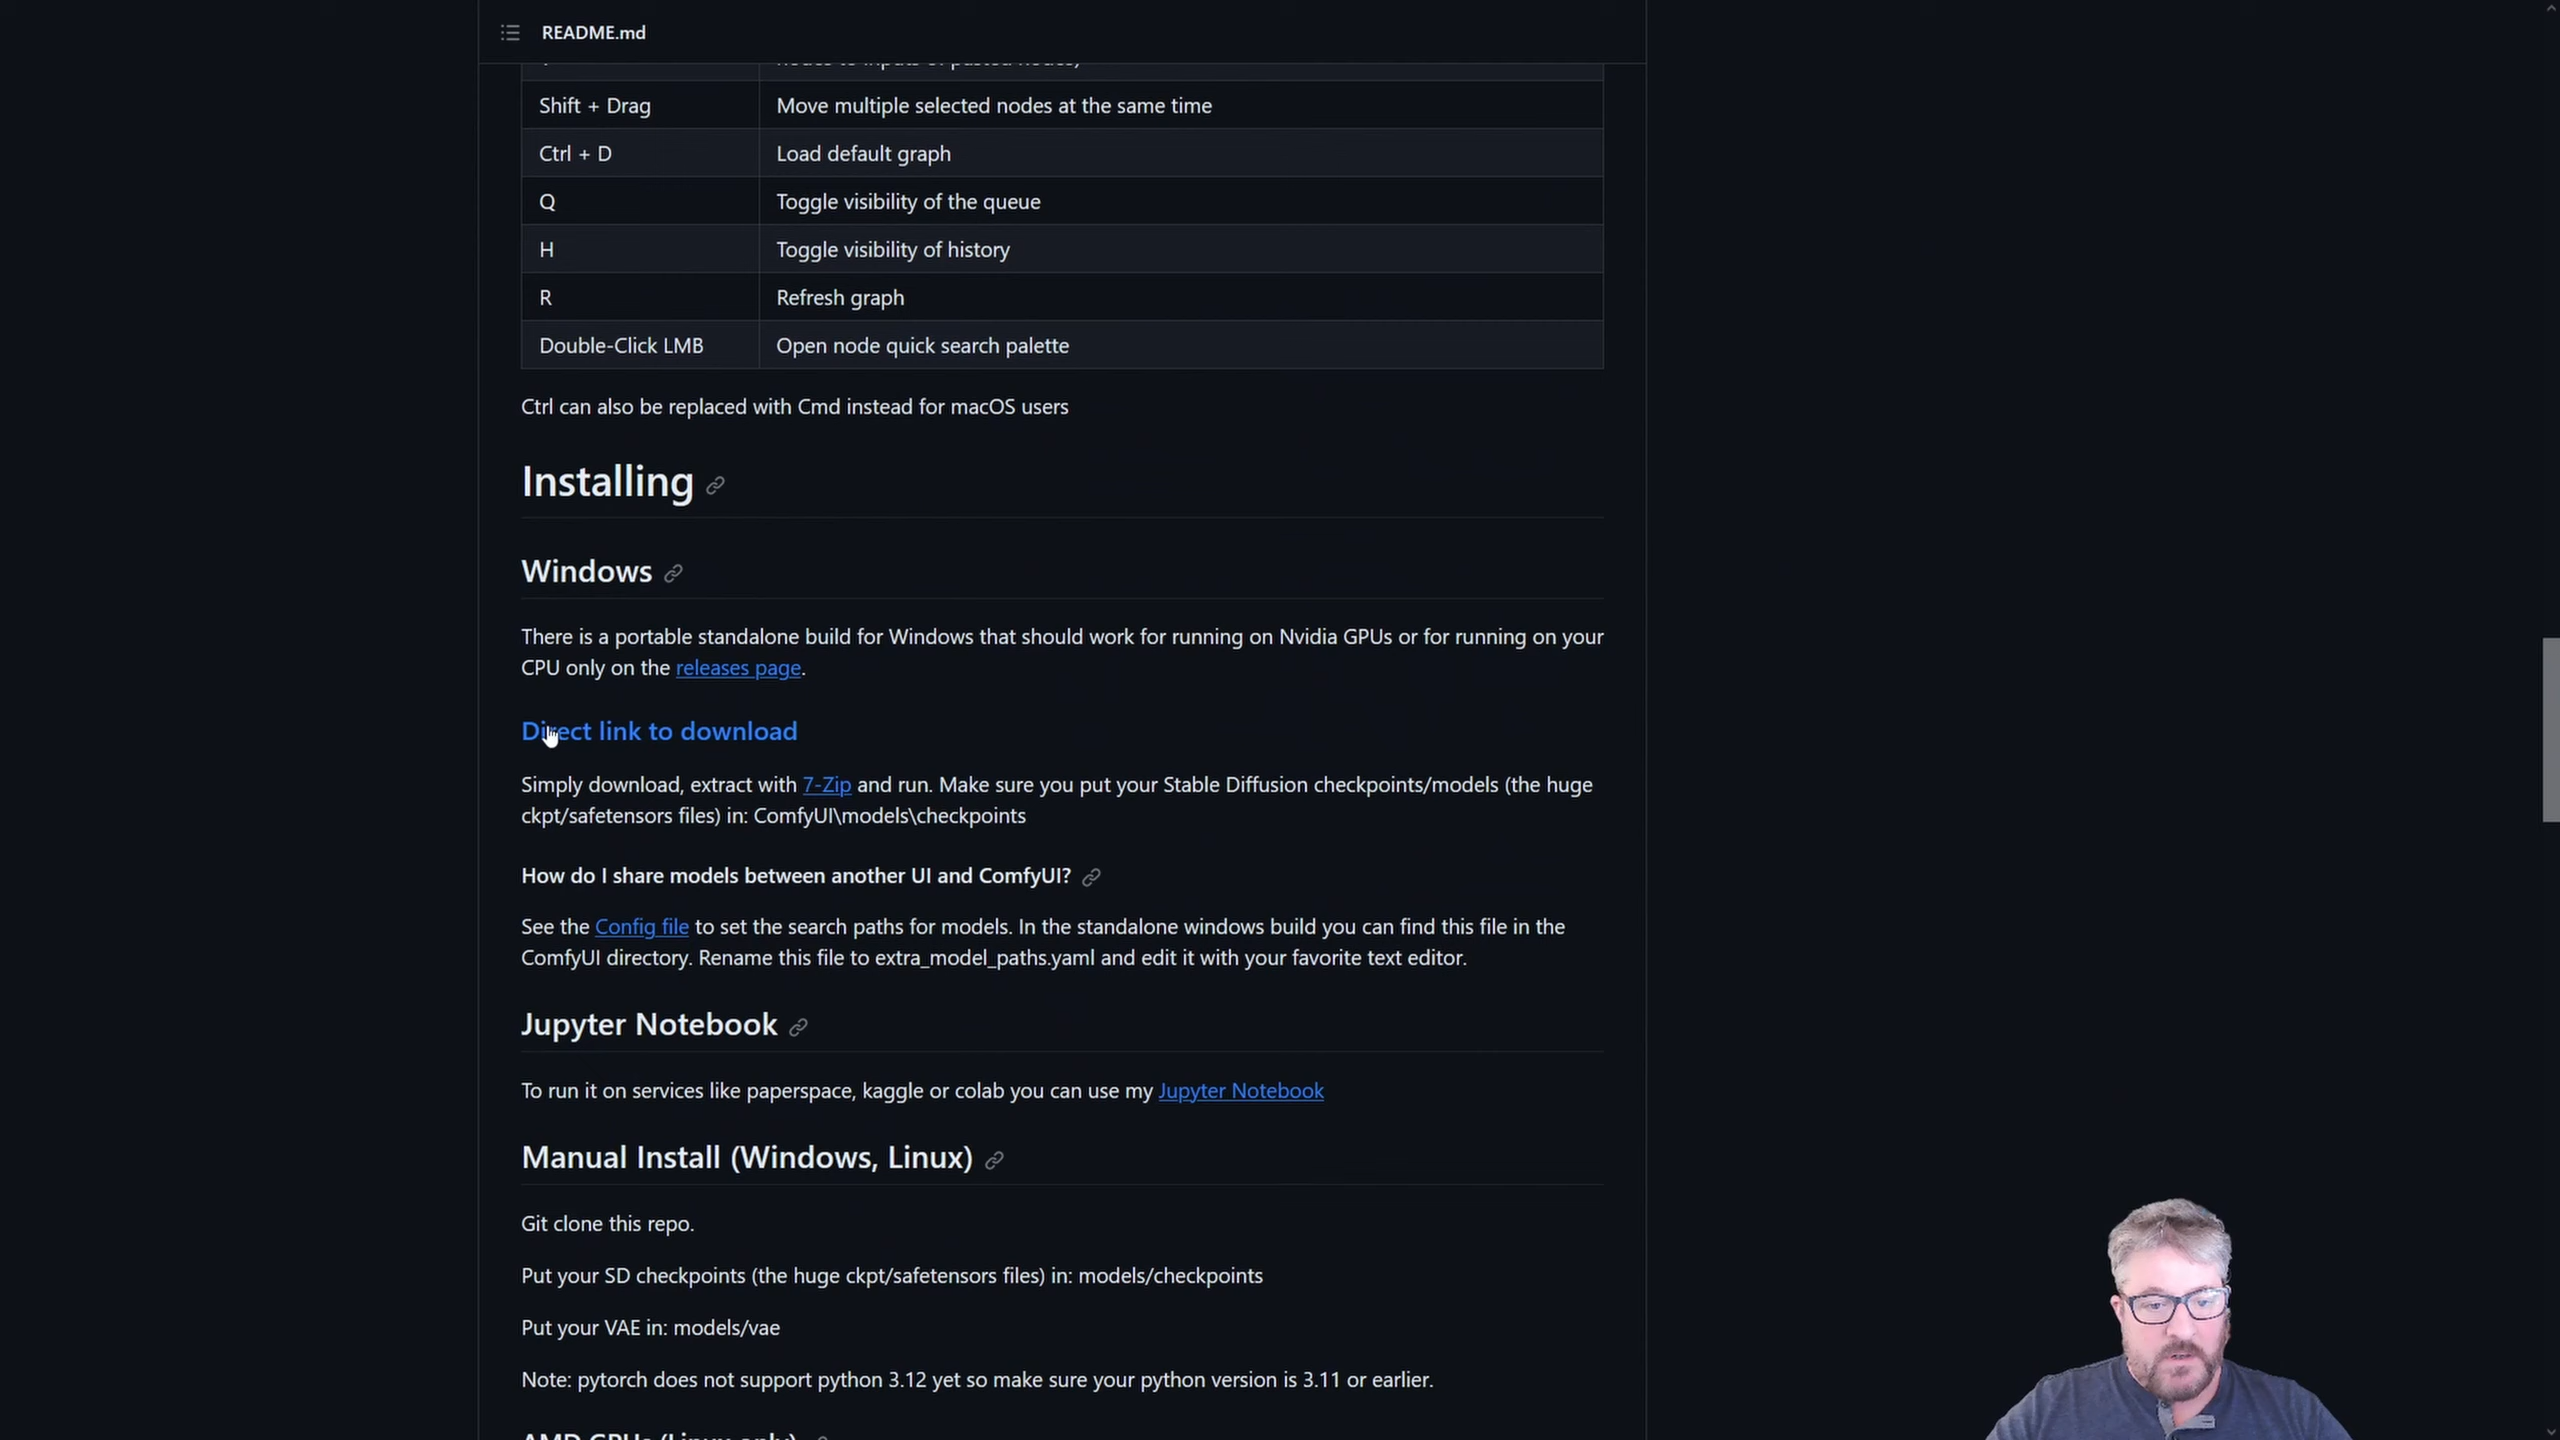 README.md
nodes to inputs of pasted nodes)
Shift + Drag Move multiple selected nodes at the same time
Ctrl + D Load default graph
Q Toggle visibility of the queue
H Toggle visibility of history
R Refresh graph
Double-Click LMB Open node quick search palette
Ctrl can also be replaced with Cmd instead for macOS users
Installing
Windows
There is a portable standalone build for Windows that should work for running on Nvidia GPUs or for running on your
CPU only on the releases page.
Direct link to download
Simply download, extract with 7-Zip and run. Make sure you put your Stable Diffusion checkpoints/models (the huge
ckpt/safetensors files) in: ComfyUI\models\checkpoints
How do I share models between another UI and ComfyUI?
See the Config file to set the search paths for models. In the standalone windows build you can find this file in the
ComfyUI directory. Rename this file to extra_model_paths.yaml and edit it with your favorite text editor.
Jupyter Notebook
To run it on services like paperspace, kaggle or colab you can use my Jupyter Notebook
Manual Install (Windows, Linux)
Git clone this repo.
Put your SD checkpoints (the huge ckpt/safetensors files) in: models/checkpoints
Put your VAE in: models/vae
Note: pytorch does not support python 3.12 yet so make sure your python version is 3.11 or earlier.
AMD GPUs (Linux only)